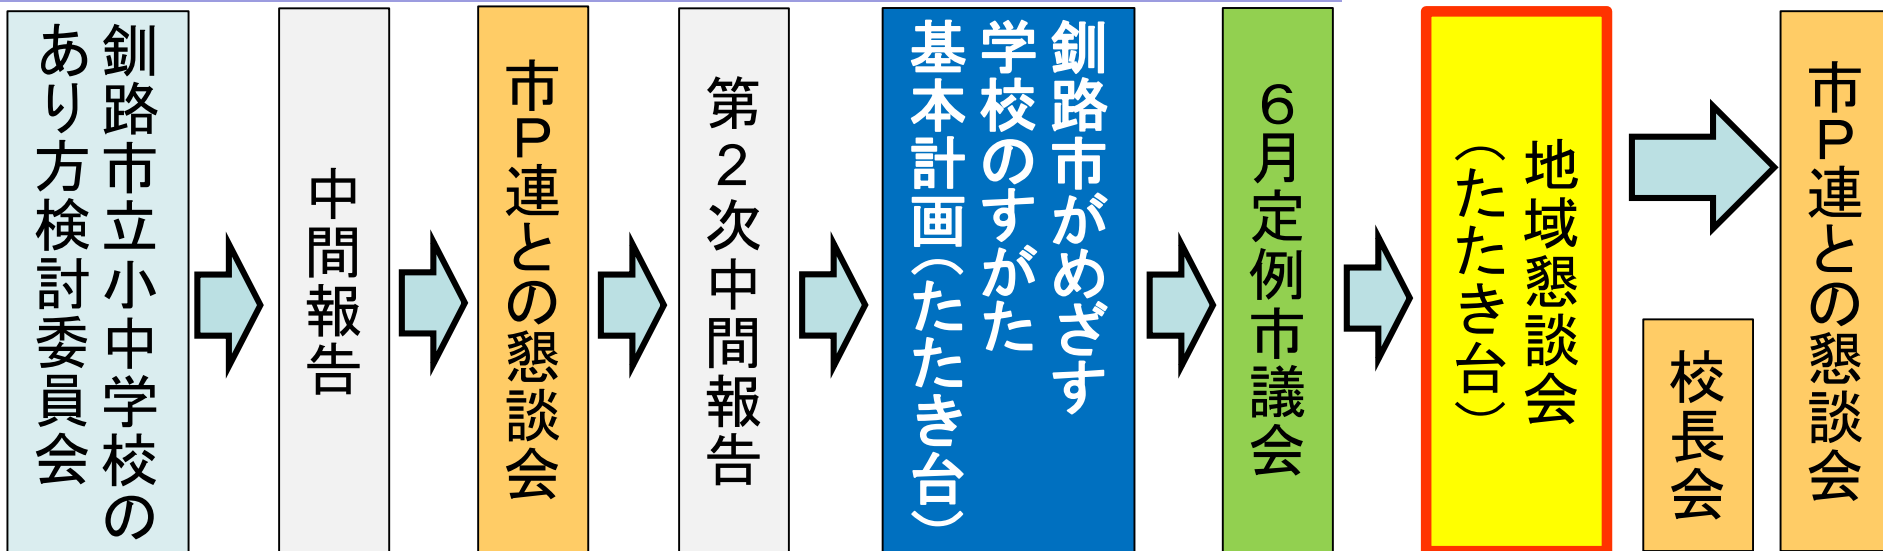 釧路市立小中学校の
あり方検討委員会
中間報告
市Ｐ連との懇談会
第２次中間報告
釧路市がめざす
学校のすがた
基本計画（たたき台）
６月定例市議会
地域懇談会
（たたき台）
校長会
市Ｐ連との懇談会